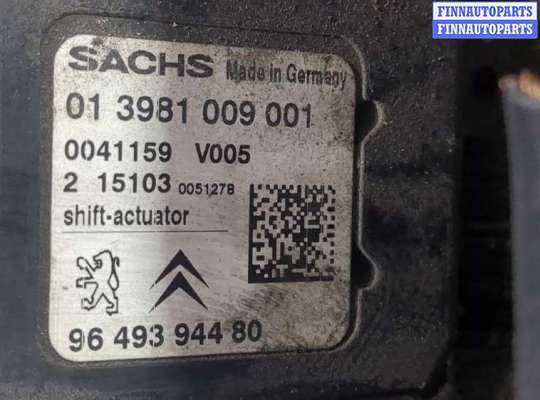 FINNAUTOPARTS
FINNAUTOPARTS
SACHS Made in Germany
01 3981 009 001
0041159 V005
2 15103 0051278
shift-actuator
96 493 944 80